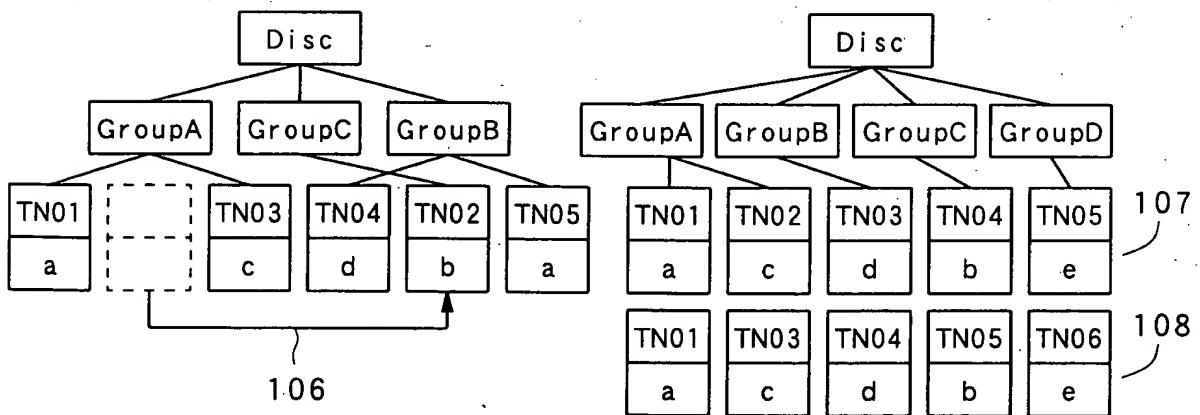 Disc
GroupA GroupC GroupB
TN01 TN03 TN04 TN02 TN05
a c d b a
106
Disc
GroupA GroupB GroupC GroupD
TN01 TN02 TN03 TN04 TN05
a c d b e
107
TN01 TN03 TN04 TN05 TN06
a c d b e
108